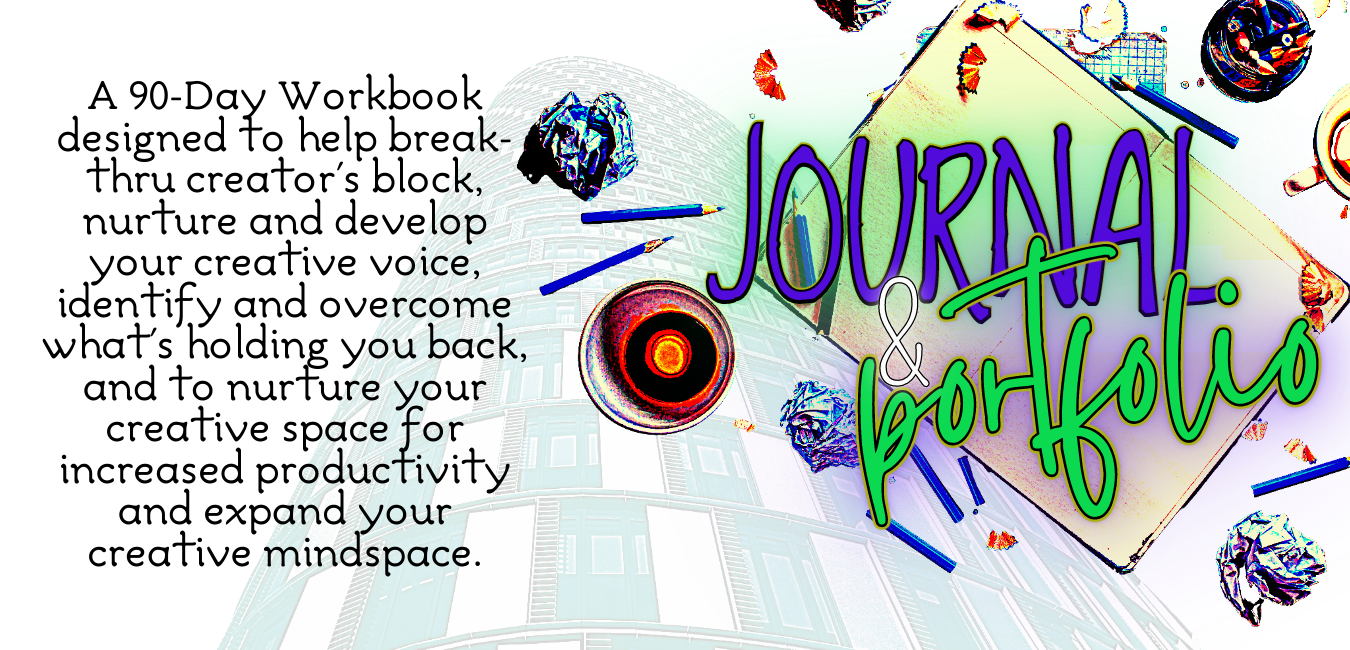 A 90-Day Workbook
designed to help break-
thru creator's block,
nurture and develop
your creative voice,
identify and overcome
what's holding you back,
and to nurture your
creative space for
increased productivity
and expand your
creative mindspace.
JOURNAL
&
portfolio